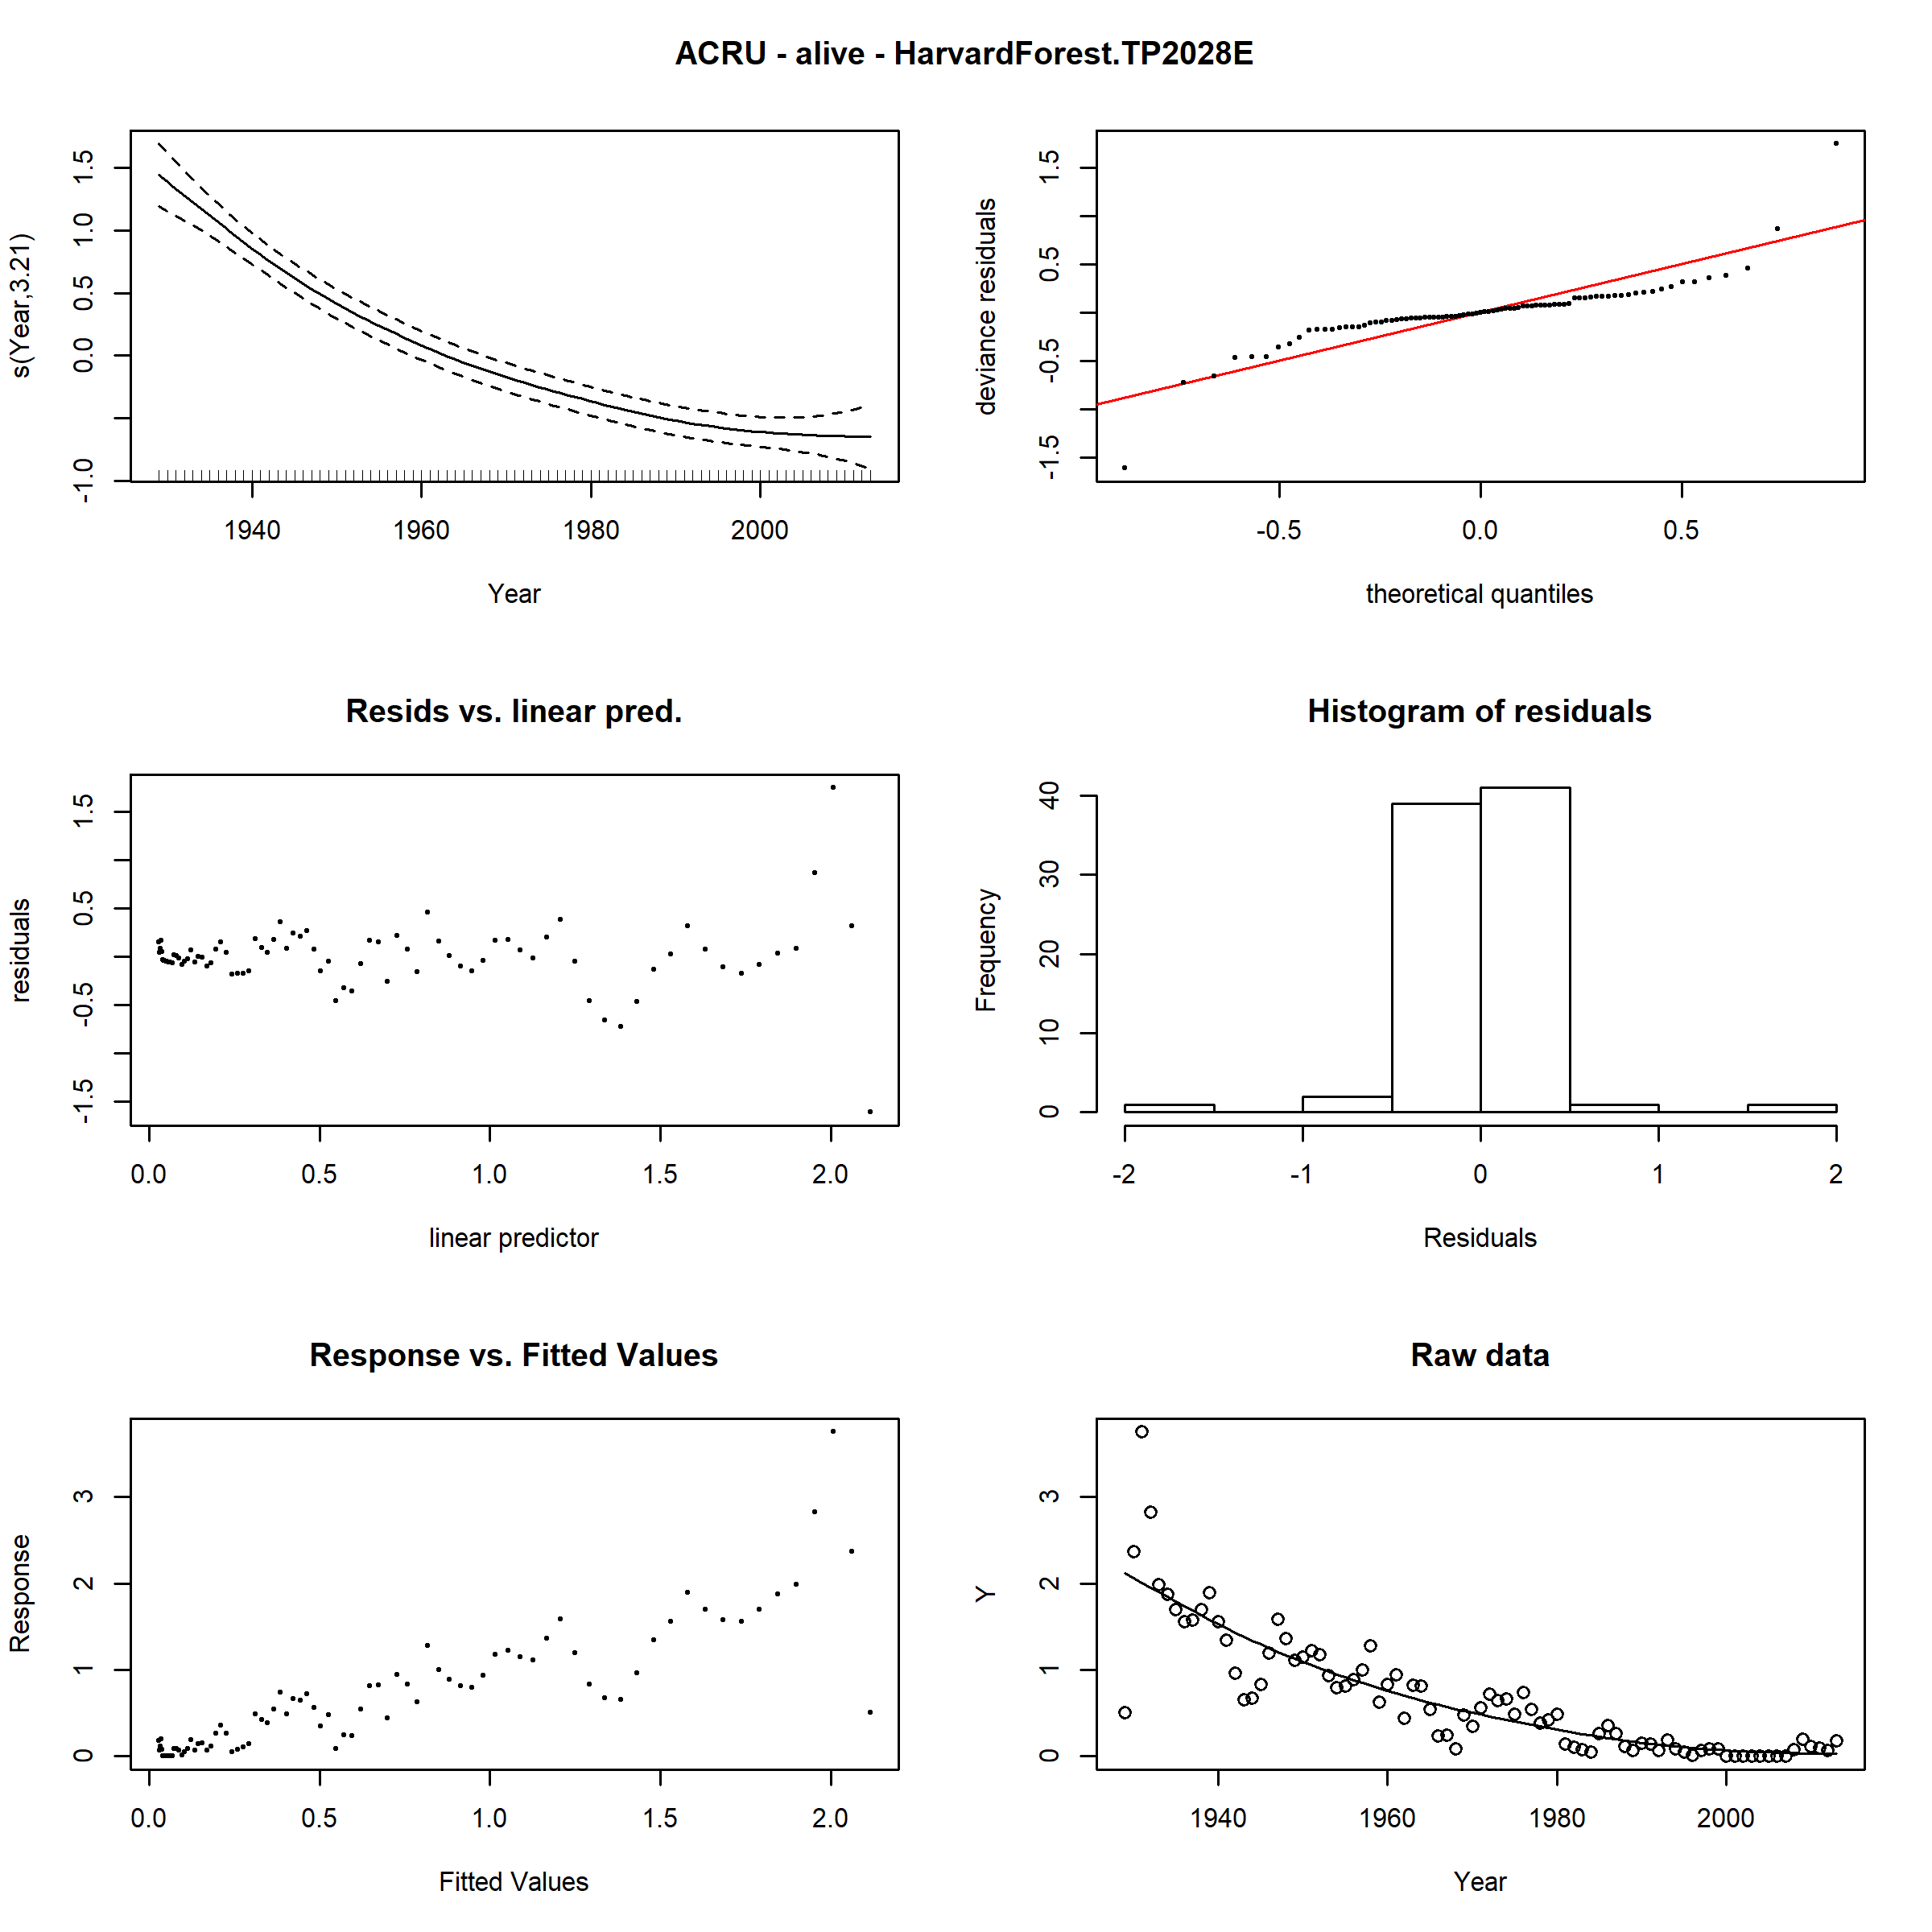 ACRU - alive - HarvardForest.TP2028E
s(Year,3.21)
-1.0 0.0 0.5 1.0 1.5
1940 1960 1980 2000
Year
deviance residuals
-1.5 -0.5 0.5 1.5
-0.5 0.0 0.5
theoretical quantiles
Resids vs. linear pred.
residuals
-1.5 -0.5 0.5 1.5
0.0 0.5 1.0 1.5 2.0
linear predictor
Histogram of residuals
Frequency
0 10 20 30 40
-2 -1 0 1 2
Residuals
Response vs. Fitted Values
Response
0 1 2 3
0.0 0.5 1.0 1.5 2.0
Fitted Values
Raw data
Y
0 1 2 3
1940 1960 1980 2000
Year